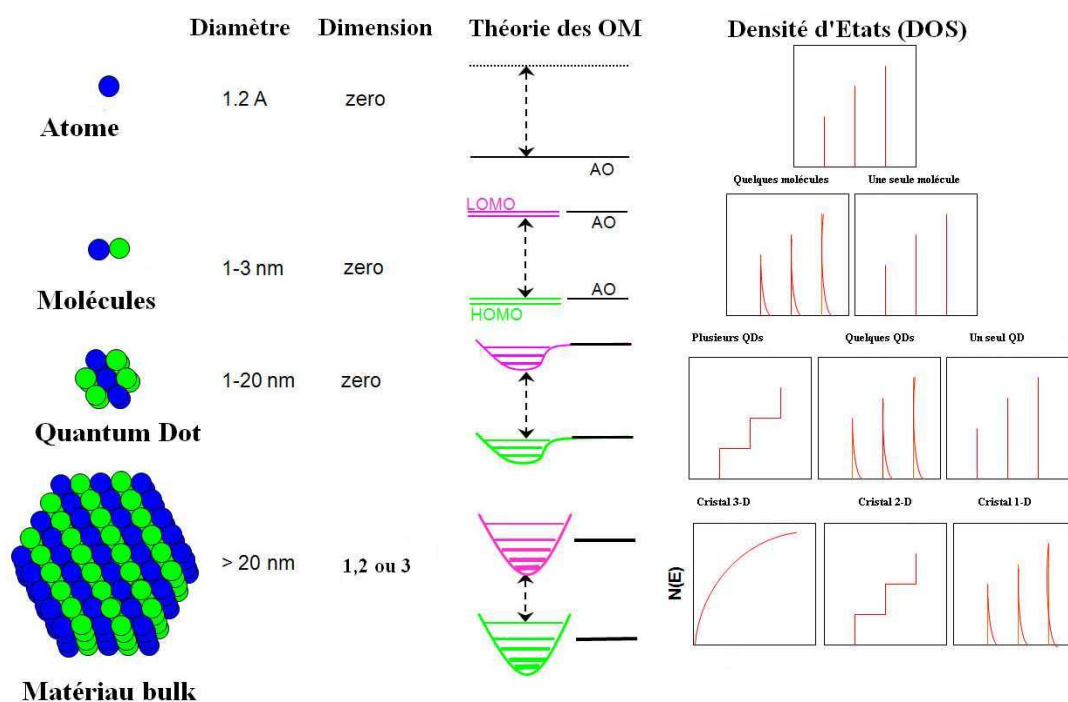 Diamètre Dimension Théorie des OM Densité d'Etats (DOS)
Atome
1.2 A
zero
AO
Quelques molécules Une seule molécule
LOMO
AO
Molécules
1-3 nm
zero
AO
HOMO
Plusieurs QDs Quelques QDs Un seul QD
Quantum Dot
1-20 nm
zero
Cristal 3-D Cristal 2-D Cristal 1-D
N(E)
> 20 nm
1,2 ou 3
Matériau bulk